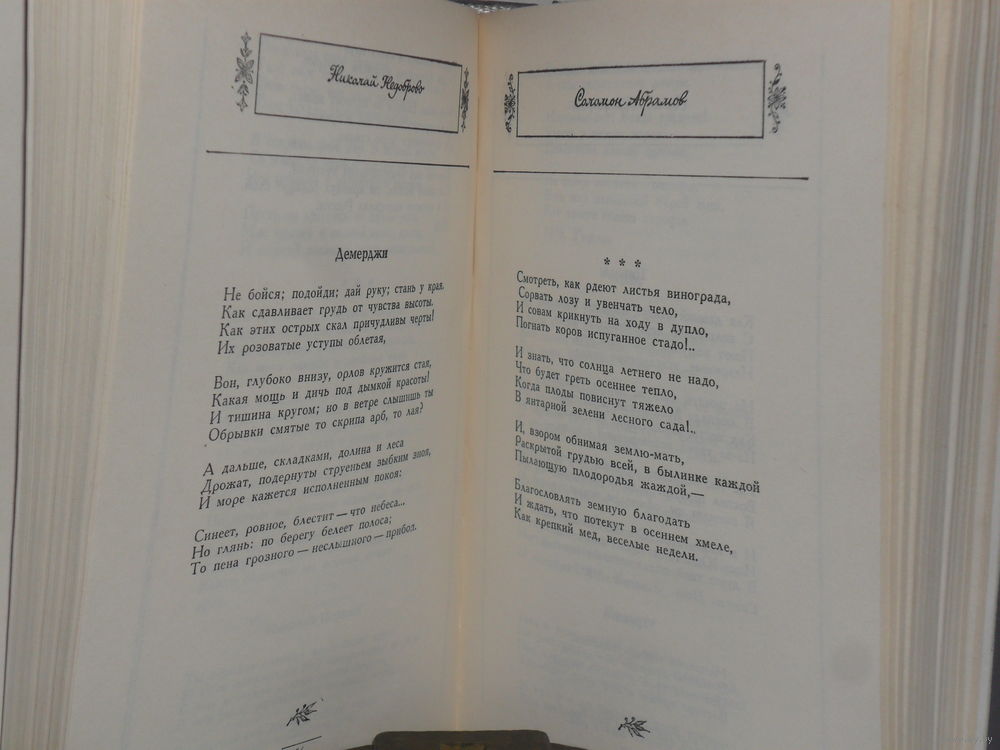 Николай Недоброво
Демерджи
Не бойся; подойди; дай руку; стань у края.
Как сдавливает грудь от чувства высоты.
Как этих острых скал причудливы черты!
Их розоватые уступы облетая,
Вон, глубоко внизу, орлов кружится стая,
Какая мощь и дичь под дымкой красоты!
И тишина кругом; но в ветре слышишь ты
Обрывки смятые то скрипа арб, то лая?
А дальше, складками, долина и леса
Дрожат, подернуты струеньем зыбким зноя,
И море кажется исполненным покоя:
Синеет, ровное, блестит — что небеса...
Но глянь: по берегу белеет полоса;
То пена грозного — неслышного — прибоя.
Соломон Абрамов
* * *
Смотреть, как рдеют листья винограда,
Сорвать лозу и увенчать чело,
И совам крикнуть на ходу в дупло,
Погнать коров испуганное стадо!..
И знать, что солнца летнего не надо,
Что будет греть осеннее тепло,
Когда плоды повиснут тяжело
В янтарной зелени лесного сада!..
И, взором обнимая землю-мать,
Раскрытой грудью всей, в былинке каждой
Пылающую плодородья жаждой,—
Благословлять земную благодать
И ждать, что потекут в осеннем хмеле,
Как крепкий мед, веселые недели.